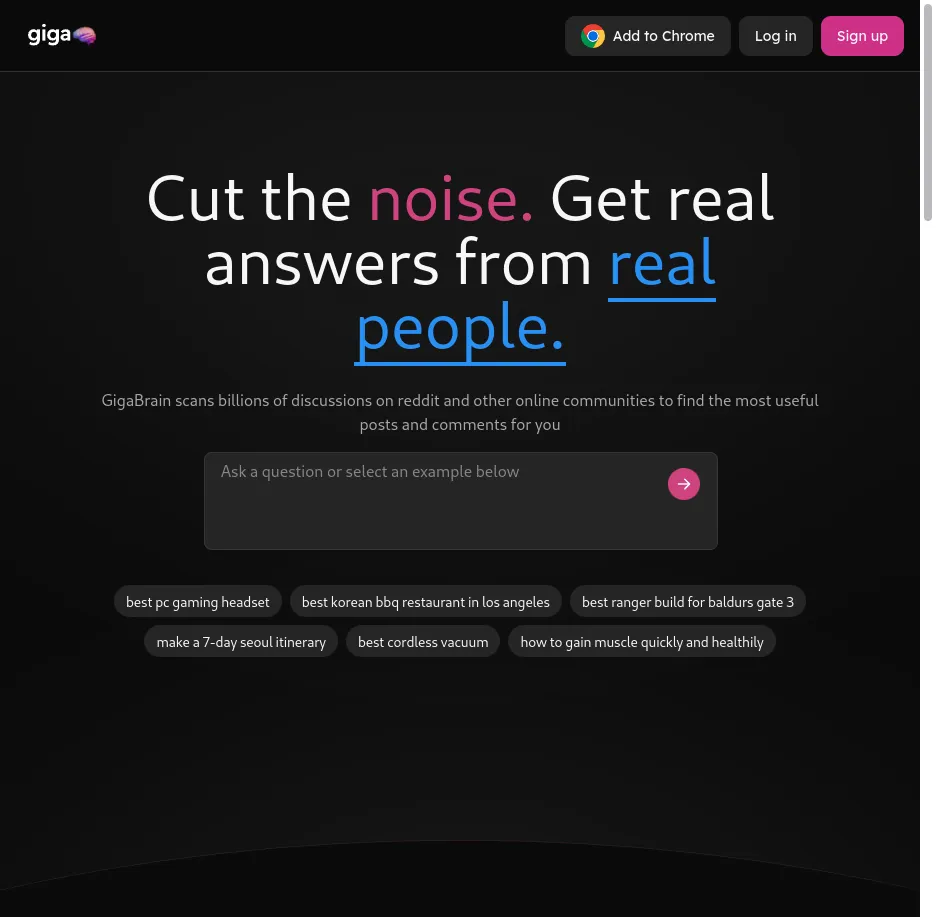 giga
Add to Chrome
Log in
Sign up
Cut the noise. Get real
answers from real
people.
GigaBrain scans billions of discussions on reddit and other online communities to find the most useful
posts and comments for you
Ask a question or select an example below
best pc gaming headset
best korean bbq restaurant in los angeles
best ranger build for baldurs gate 3
make a 7-day seoul itinerary
best cordless vacuum
how to gain muscle quickly and healthily